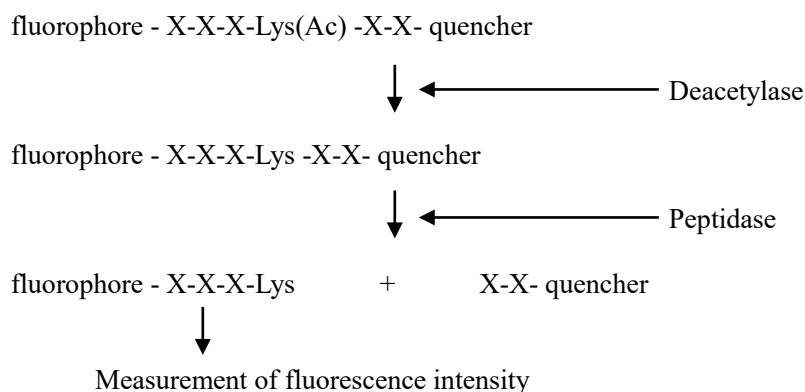 fluorophore - X-X-X-Lys(Ac) -X-X- quencher
Deacetylase
fluorophore - X-X-X-Lys -X-X- quencher
Peptidase
fluorophore - X-X-X-Lys + X-X- quencher
Measurement of fluorescence intensity